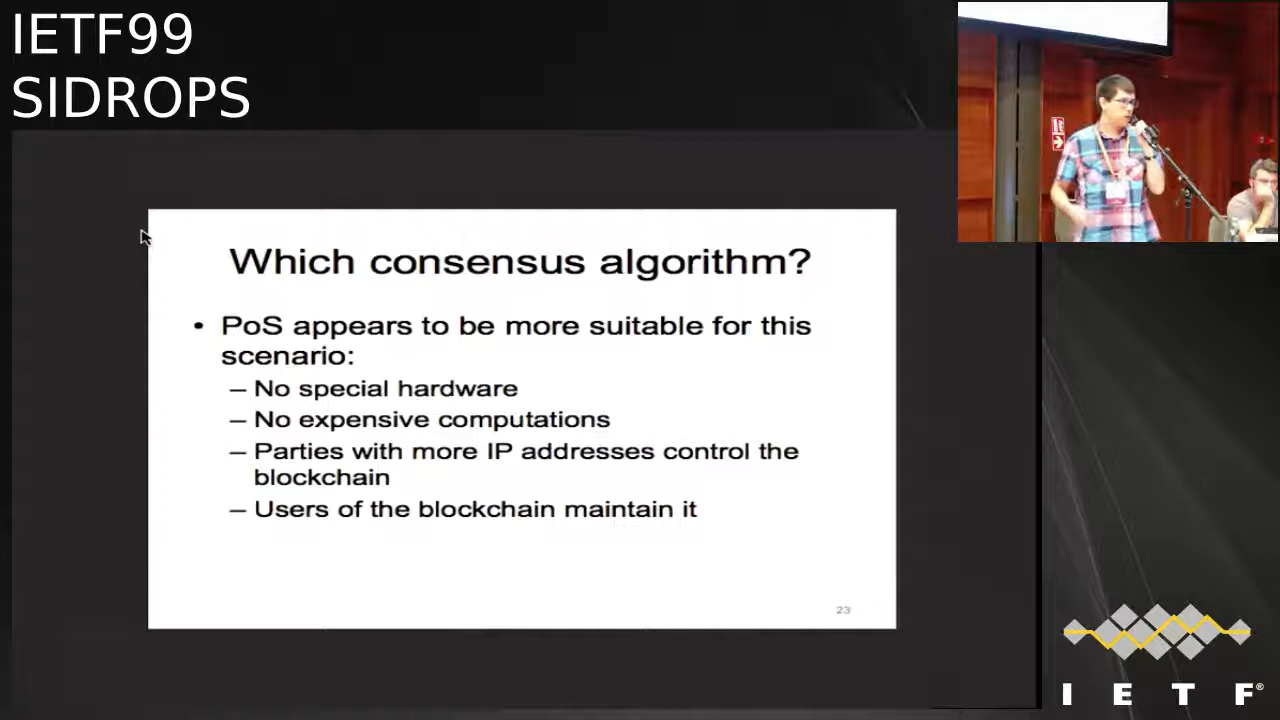 IETF99
SIDROPS
Which consensus algorithm?
• PoS appears to be more suitable for this
scenario:
– No special hardware
– No expensive computations
– Parties with more IP addresses control the
blockchain
– Users of the blockchain maintain it
23
I E T F®